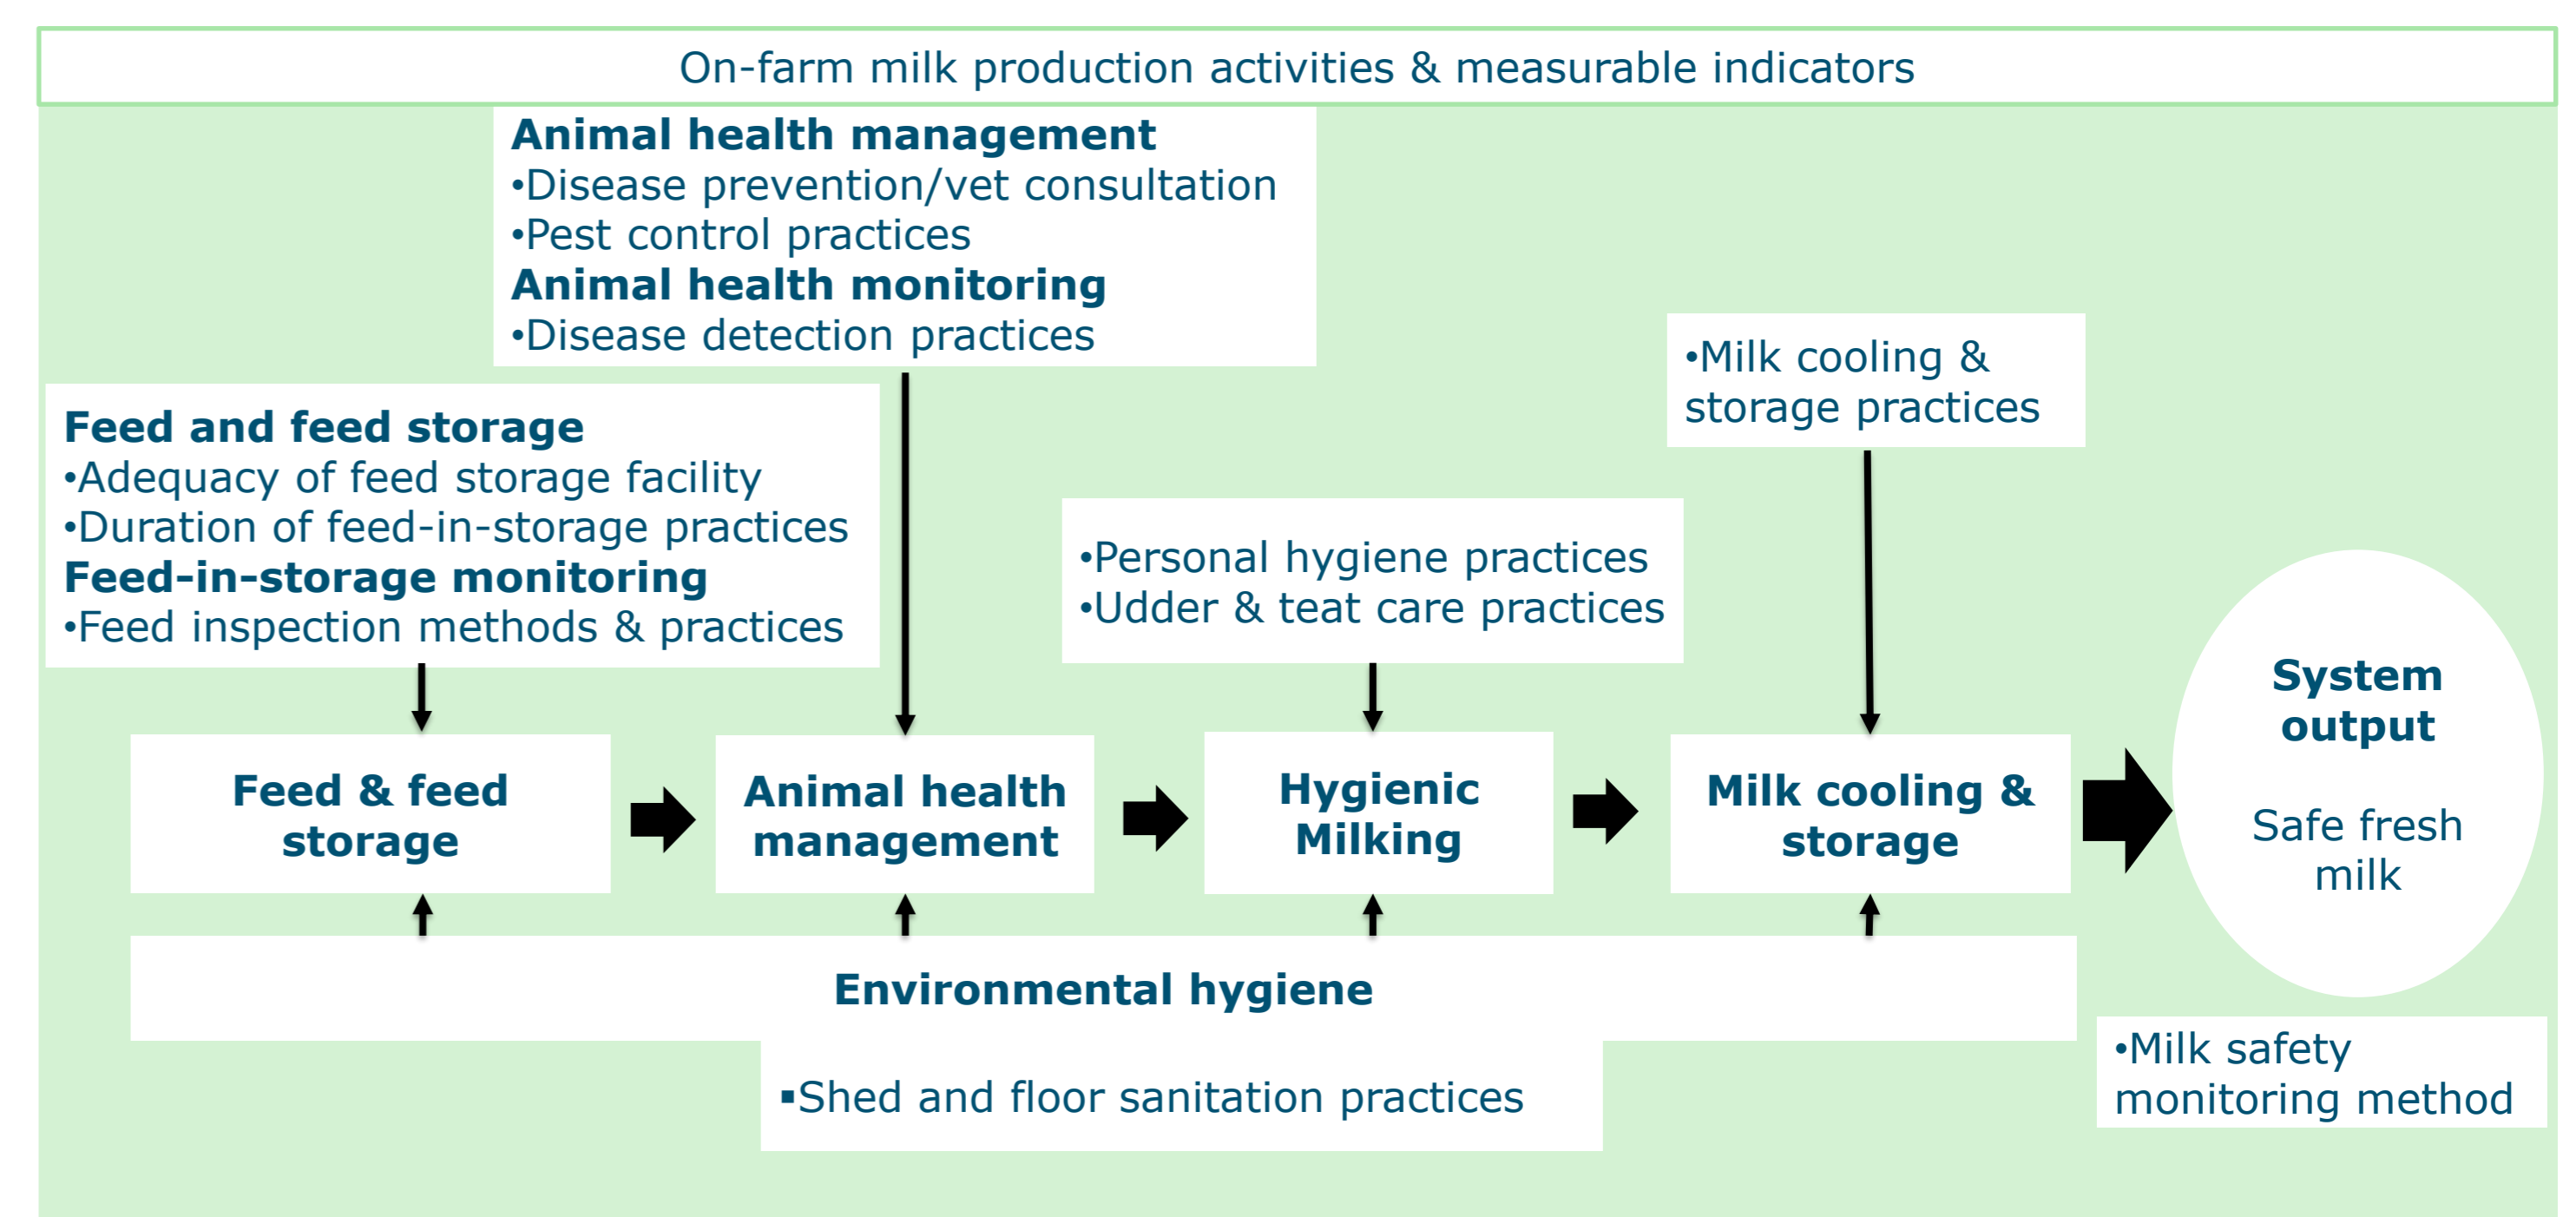 On-farm milk production activities & measurable indicators
Animal health management
•Disease prevention/vet consultation
•Pest control practices
Animal health monitoring
•Disease detection practices
•Milk cooling &
storage practices
Feed and feed storage
•Adequacy of feed storage facility
•Duration of feed-in-storage practices
Feed-in-storage monitoring
•Feed inspection methods & practices
•Personal hygiene practices
•Udder & teat care practices
Feed & feed
storage
Animal health
management
Hygienic
Milking
Milk cooling &
storage
System
output
Safe fresh
milk
Environmental hygiene
▪Shed and floor sanitation practices
•Milk safety
monitoring method